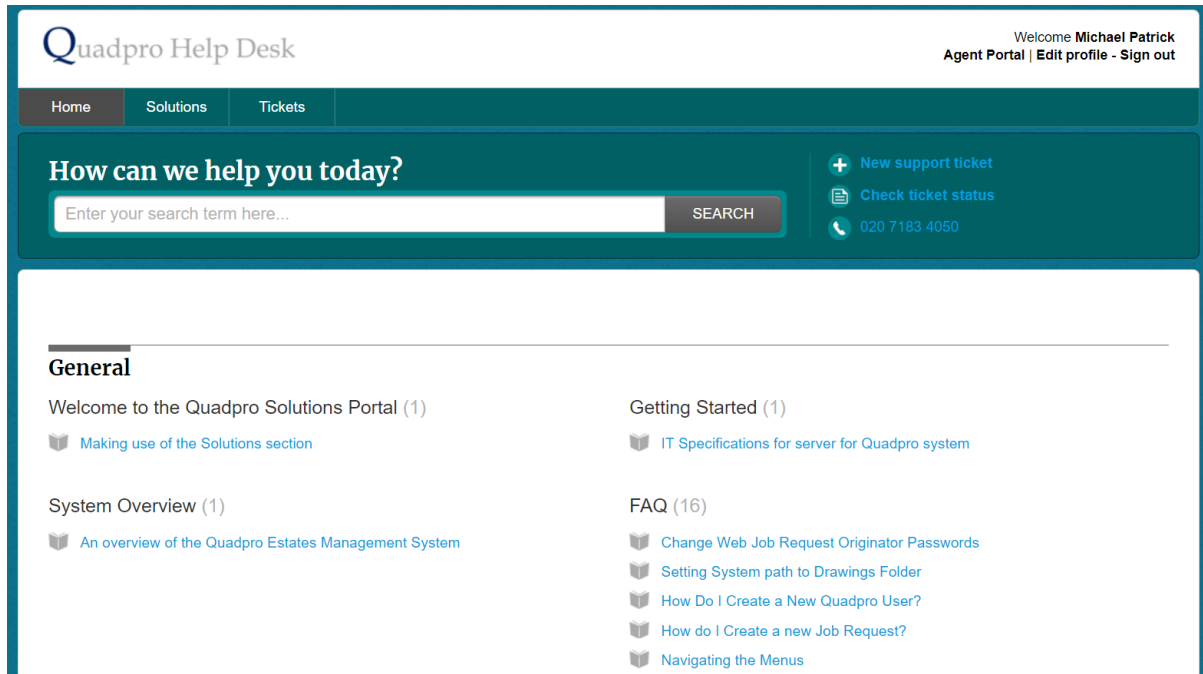 Quadpro Help Desk
Welcome Michael Patrick
Agent Portal | Edit profile - Sign out
Home Solutions Tickets
How can we help you today?
Enter your search term here... SEARCH
New support ticket
Check ticket status
020 7183 4050
General
Welcome to the Quadpro Solutions Portal (1)
Making use of the Solutions section
Getting Started (1)
IT Specifications for server for Quadpro system
System Overview (1)
An overview of the Quadpro Estates Management System
FAQ (16)
Change Web Job Request Originator Passwords
Setting System path to Drawings Folder
How Do I Create a New Quadpro User?
How do I Create a new Job Request?
Navigating the Menus